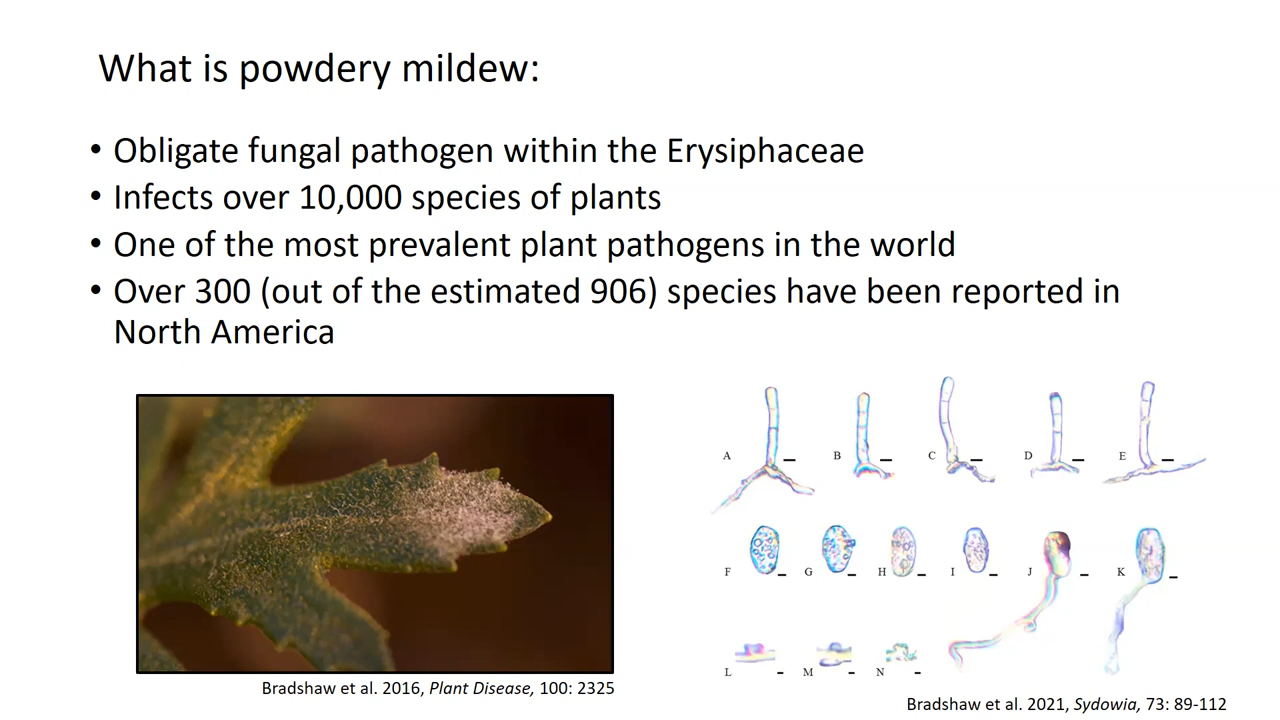 What is powdery mildew:
• Obligate fungal pathogen within the Erysiphaceae
• Infects over 10,000 species of plants
• One of the most prevalent plant pathogens in the world
• Over 300 (out of the estimated 906) species have been reported in
North America
A B C D E
F G H I J K
L M N
Bradshaw et al. 2016, Plant Disease, 100: 2325
Bradshaw et al. 2021, Sydowia, 73: 89-112